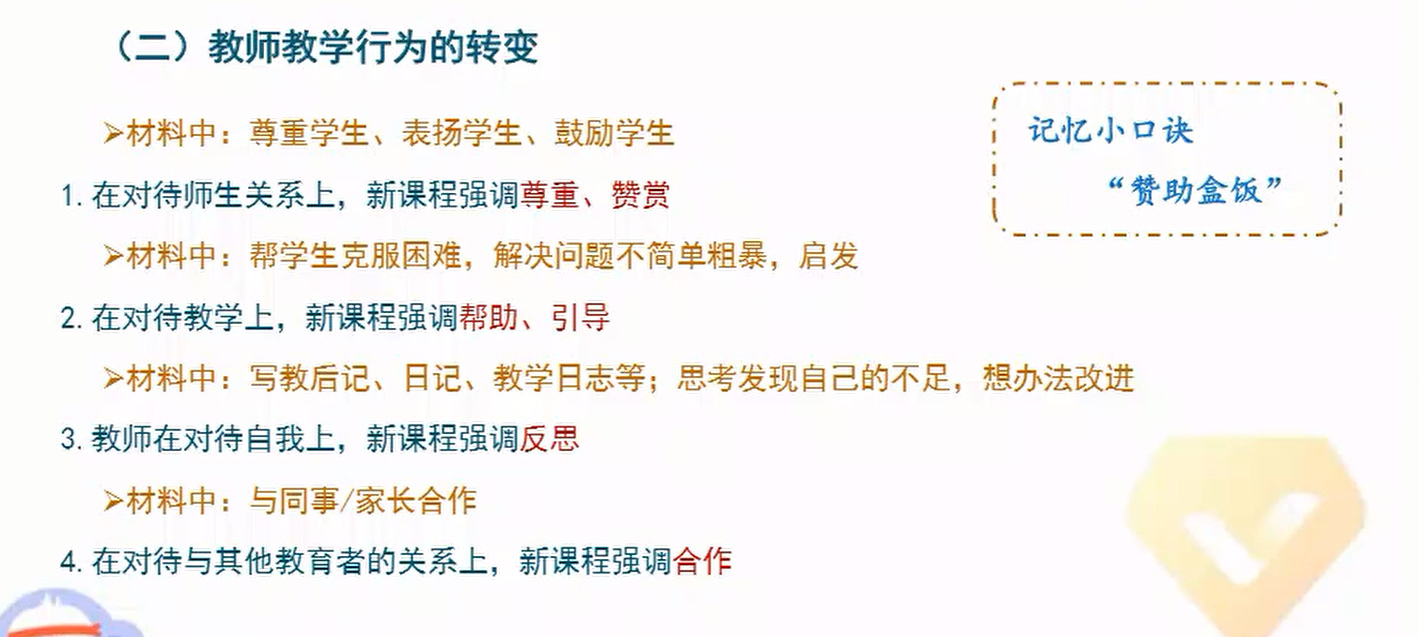 （二）教师教学行为的转变
➢材料中：尊重学生、表扬学生、鼓励学生
记忆小口诀
“赞助盒饭”
1. 在对待师生关系上，新课程强调尊重、赞赏
➢材料中：帮学生克服困难，解决问题不简单粗暴，启发
2. 在对待教学上，新课程强调帮助、引导
➢材料中：写教后记、日记、教学日志等；思考发现自己的不足，想办法改进
3. 教师在对待自我上，新课程强调反思
➢材料中：与同事/家长合作
4. 在对待与其他教育者的关系上，新课程强调合作